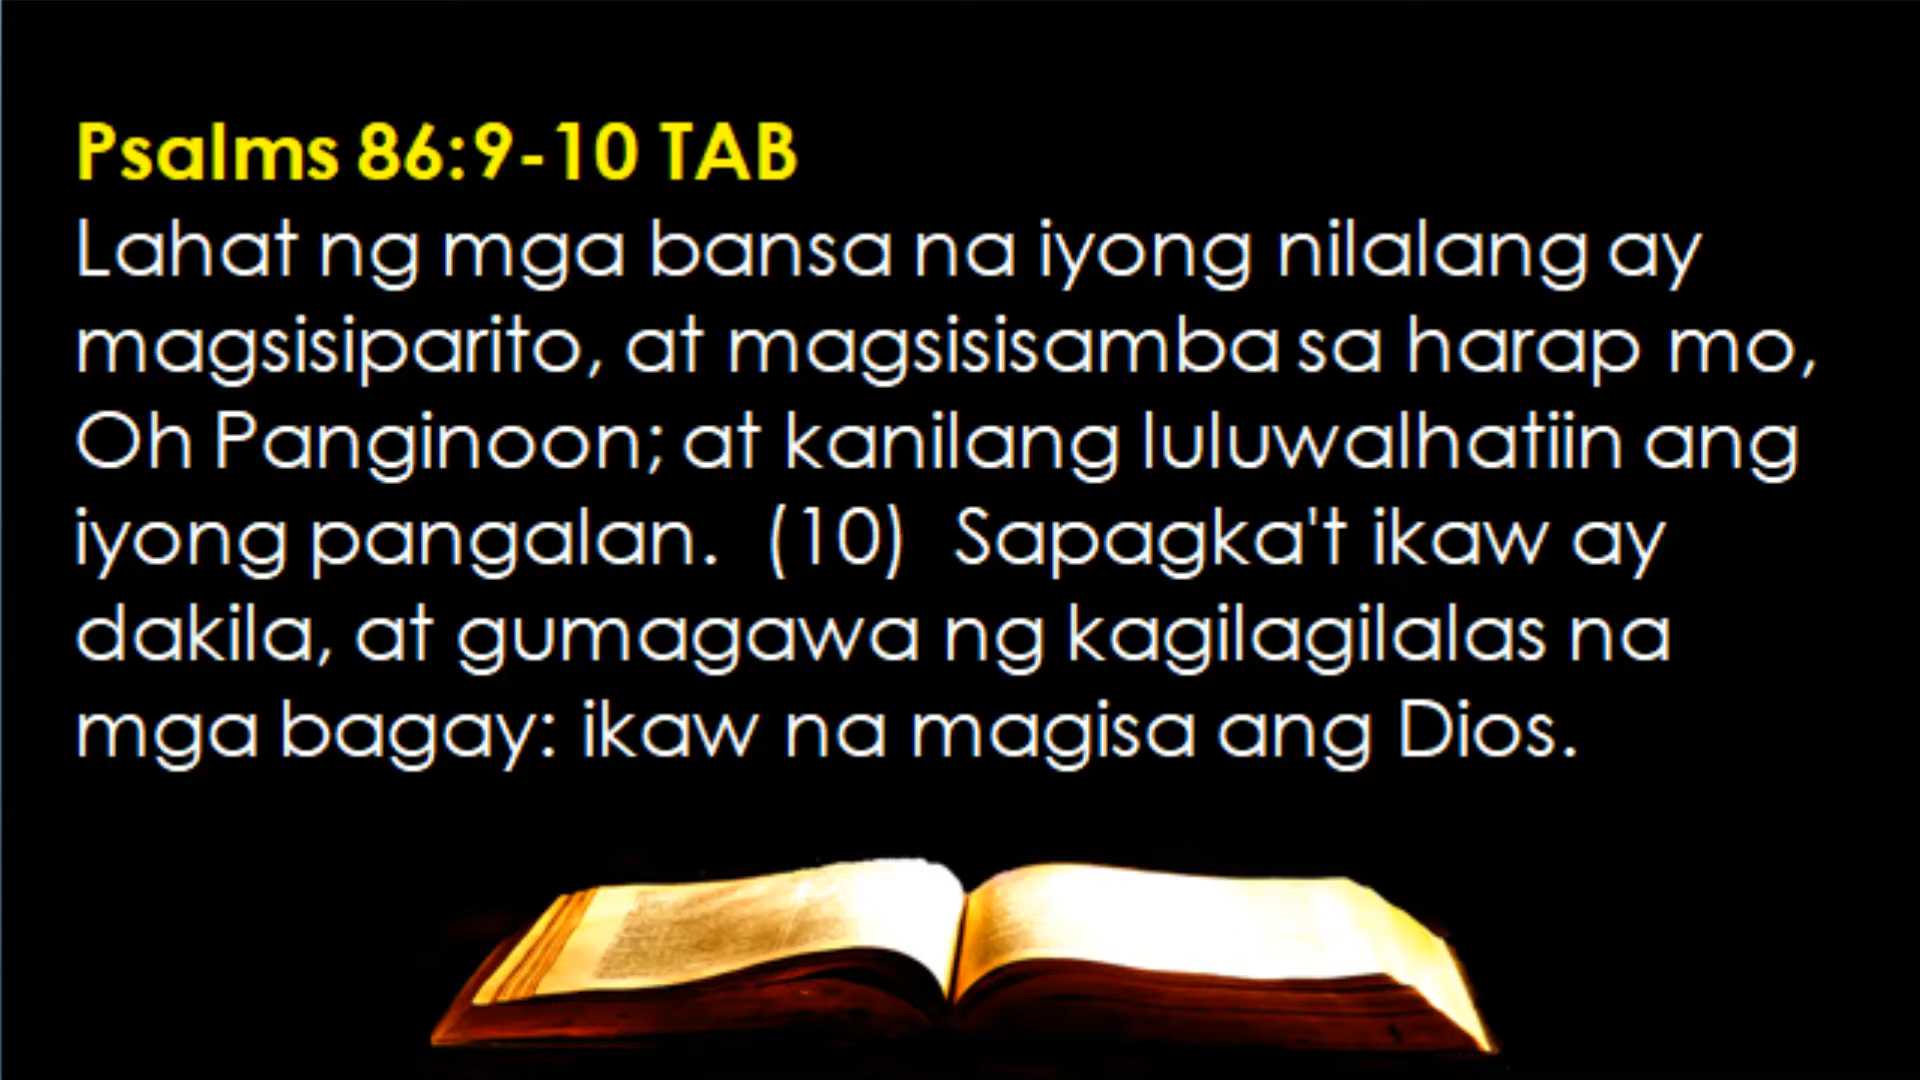 Psalms 86:9-10 TAB
Lahat ng mga bansa na iyong nilalang ay
magsisiparito, at magsisisamba sa harap mo,
Oh Panginoon; at kanilang luluwalhatiin ang
iyong pangalan. (10) Sapagka't ikaw ay
dakila, at gumagawa ng kagilagilalas na
mga bagay: ikaw na magisa ang Dios.